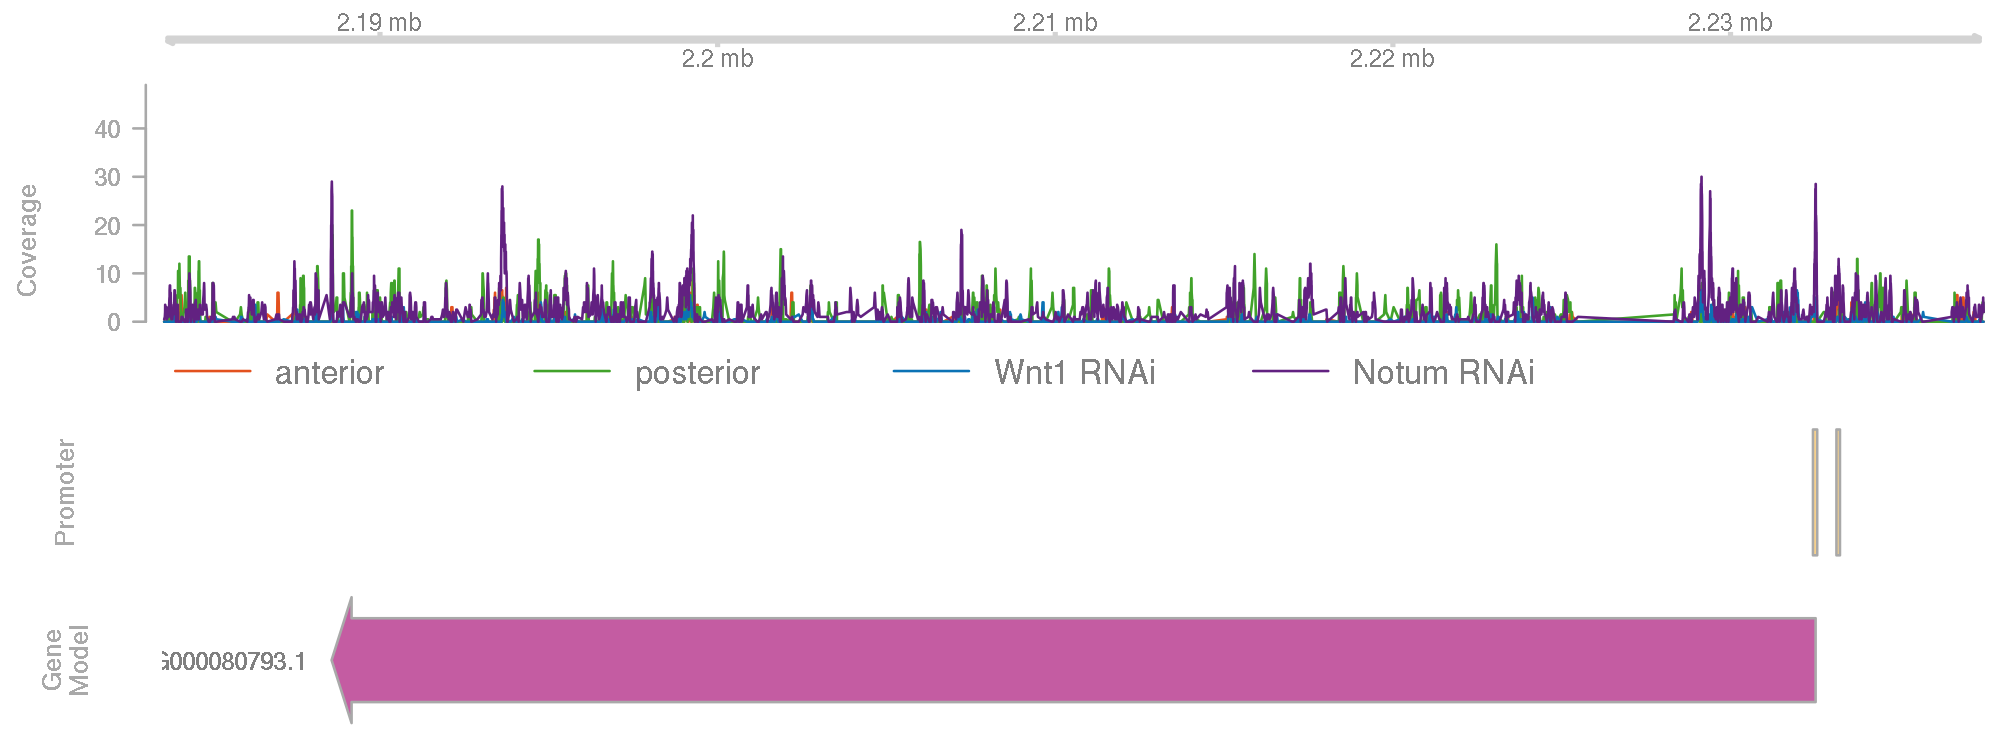 2.19 mb
2.21 mb
2.23 mb
2.2 mb
2.22 mb
Coverage
40
30
20
10
0
anterior
posterior
Wnt1 RNAi
Notum RNAi
Promoter
Gene
Model
G000080793.1